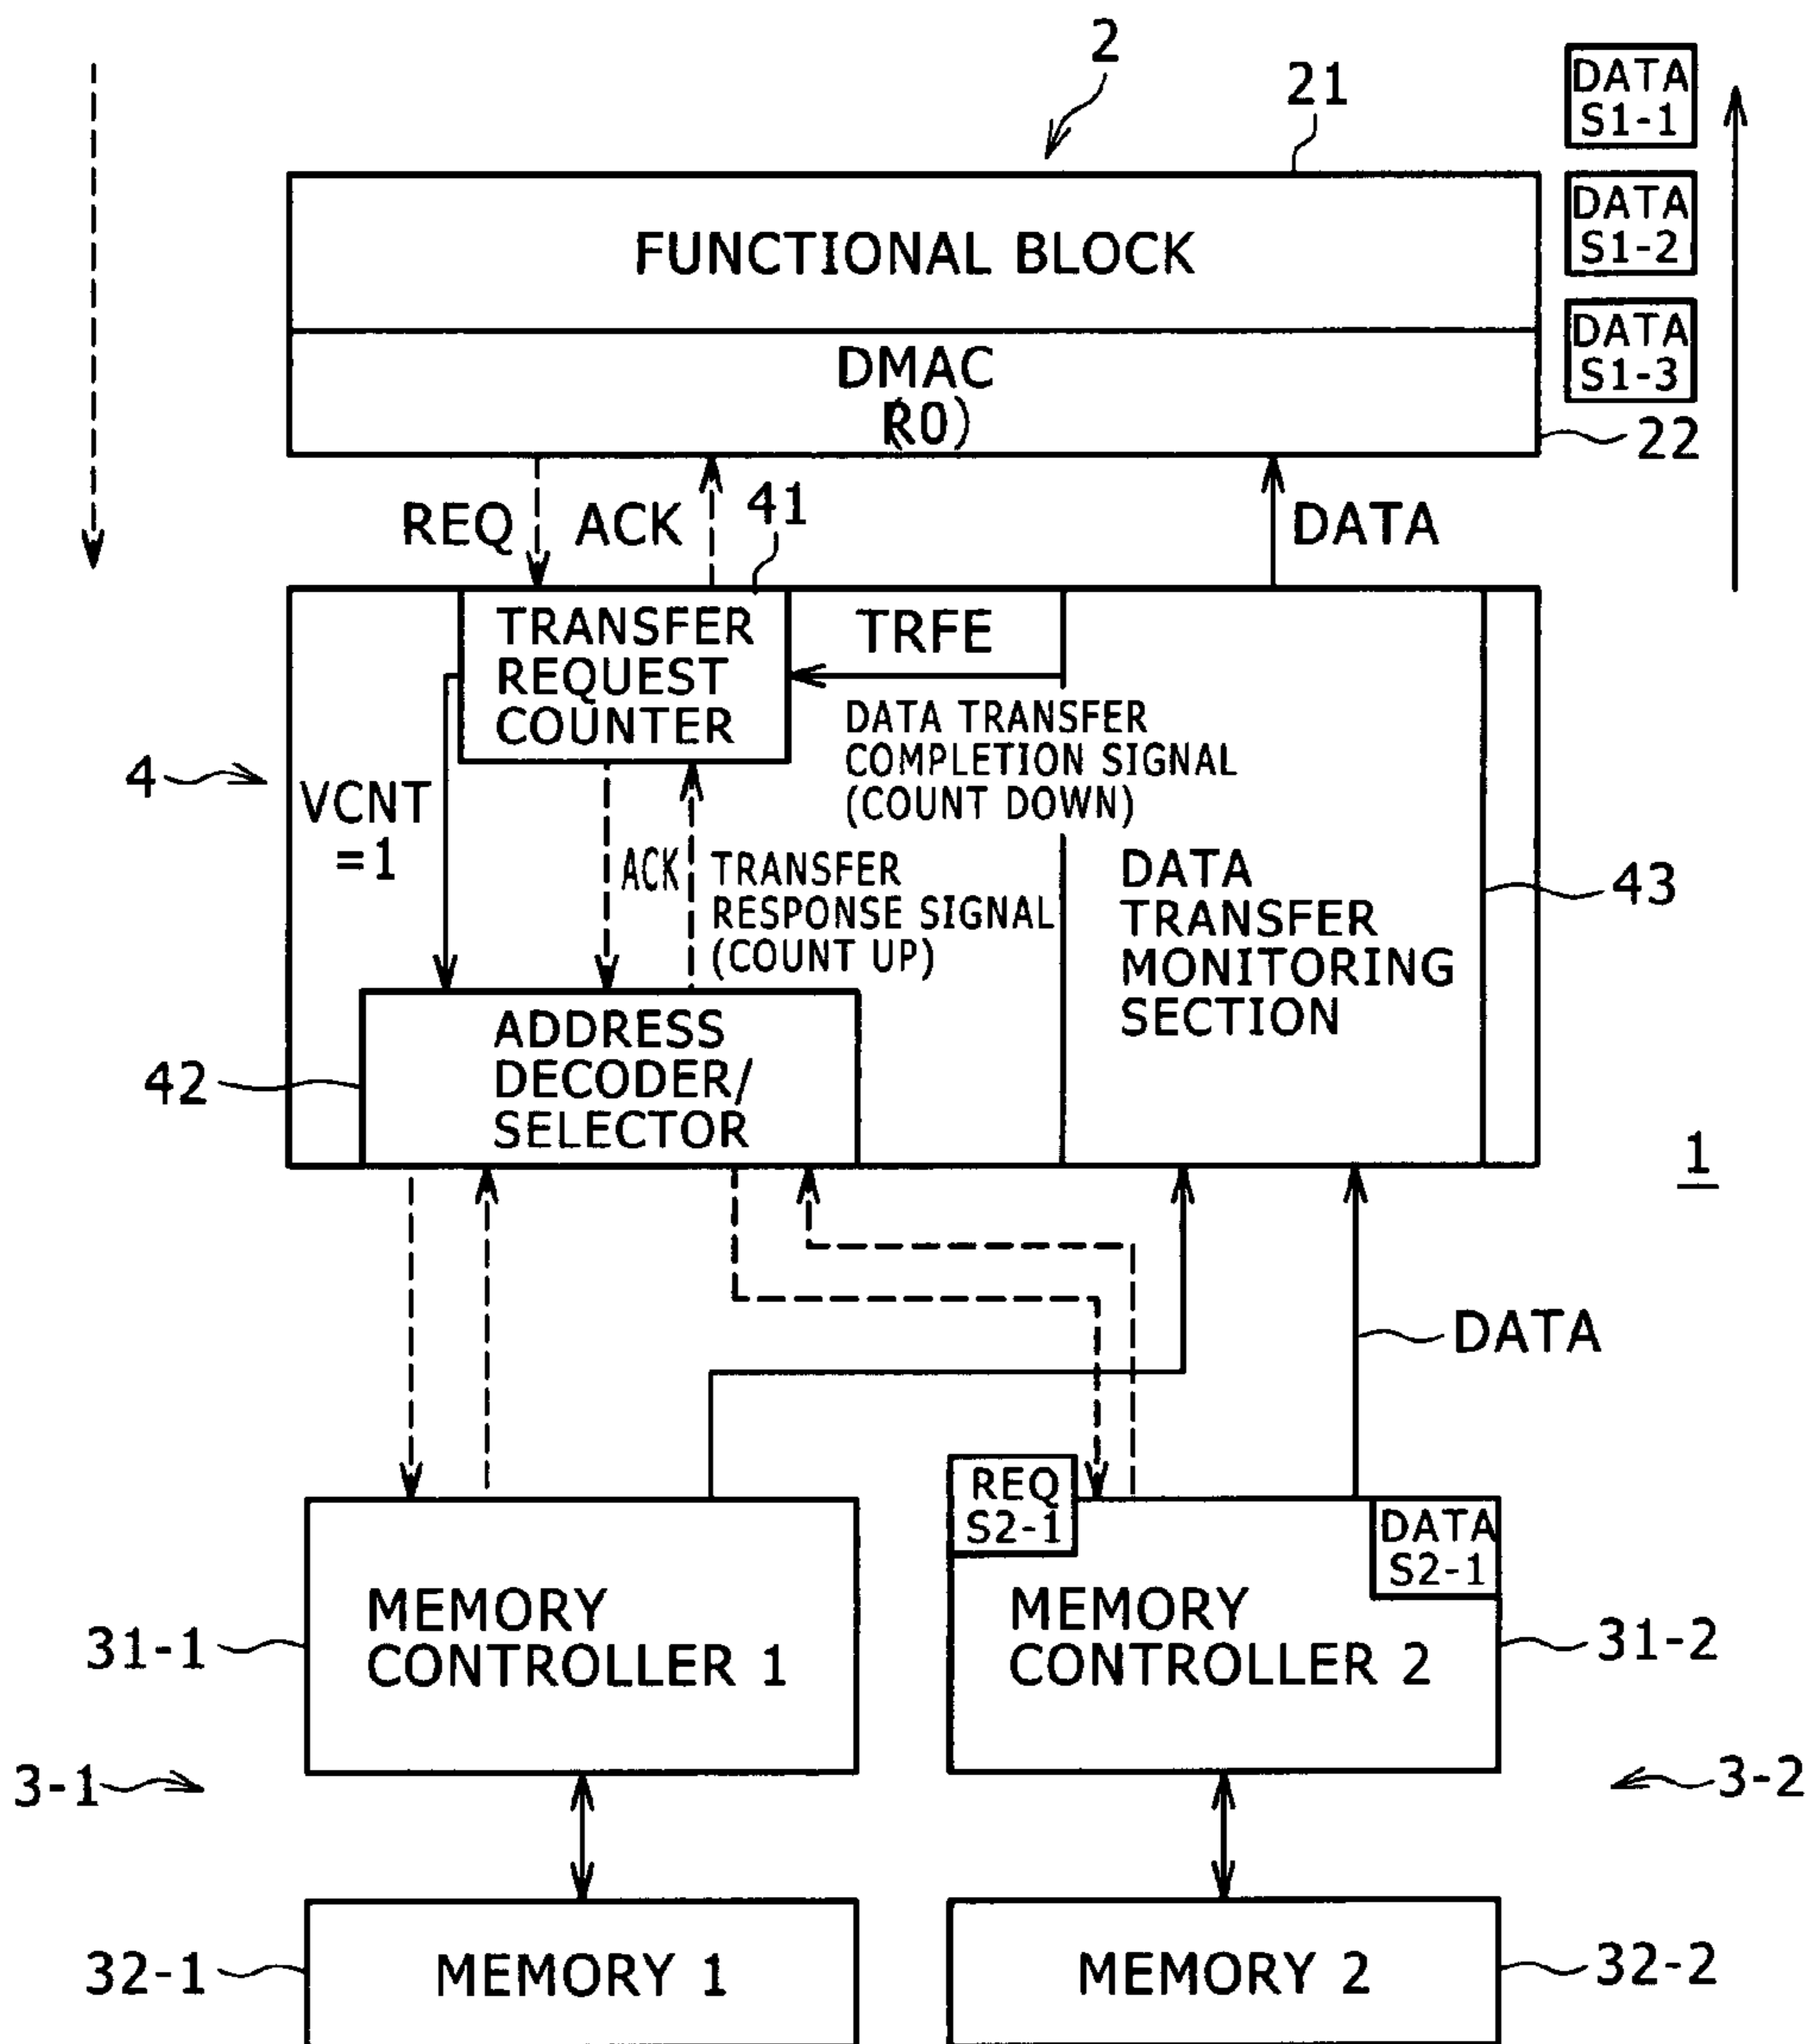 2
21
DATA
S1-1
DATA
S1-2
DATA
S1-3
FUNCTIONAL BLOCK
DMAC
(R0)
22
REQ
ACK
41
DATA
TRANSFER
REQUEST
COUNTER
TRFE
DATA TRANSFER
COMPLETION SIGNAL
(COUNT DOWN)
4
VCNT
=1
ACK
TRANSFER
RESPONSE SIGNAL
(COUNT UP)
DATA
TRANSFER
MONITORING
SECTION
43
ADDRESS
DECODER/
SELECTOR
42
1
DATA
REQ
S2-1
DATA
S2-1
MEMORY
CONTROLLER 1
31-1
MEMORY
CONTROLLER 2
31-2
3-1
3-2
MEMORY 1
32-1
MEMORY 2
32-2